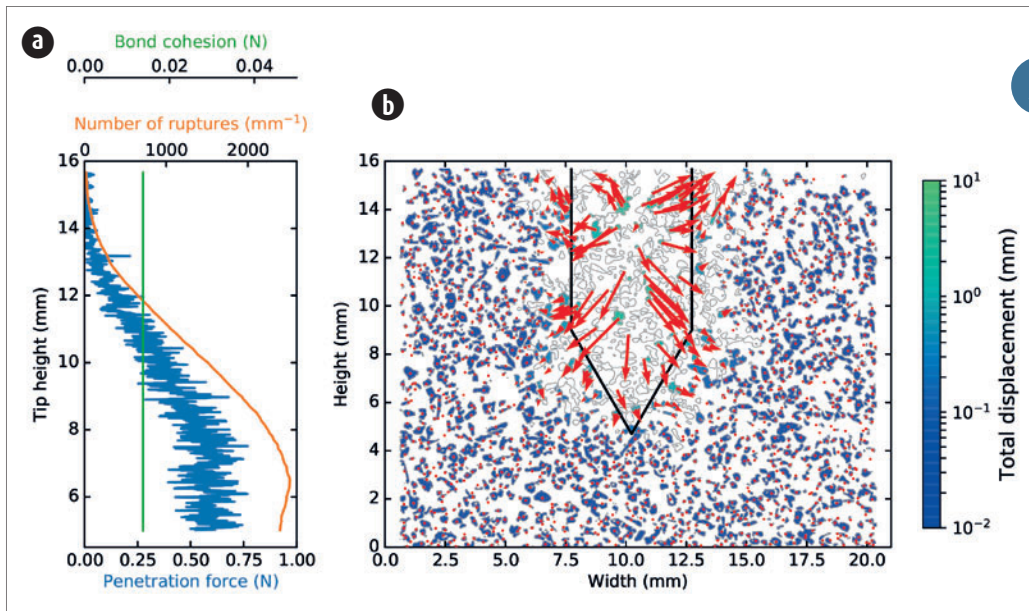 a
Bond cohesion (N)
0.00 0.02 0.04
Number of ruptures (mm⁻¹)
0 1000 2000
Tip height (mm)
16
14
12
10
8
6
0.00 0.25 0.50 0.75 1.00
Penetration force (N)
b
Height (mm)
16
14
12
10
8
6
4
2
0
0.0 2.5 5.0 7.5 10.0 12.5 15.0 17.5 20.0
Width (mm)
10¹
10⁰
10⁻¹
10⁻²
Total displacement (mm)